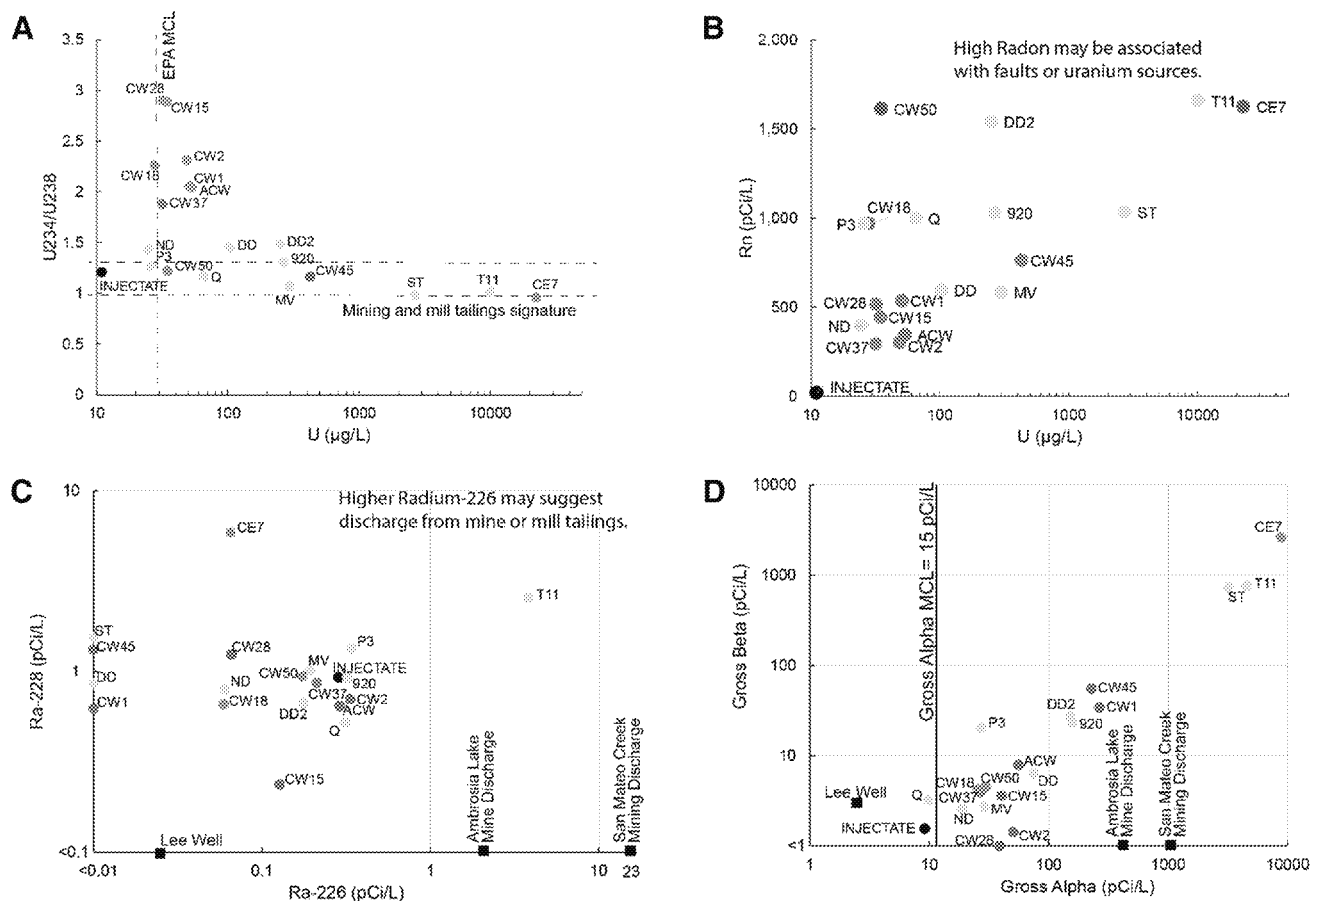 A
3.5
3
2.5
2
1.5
1
0.5
0
U234/U238
EPA MCL
CW28
CW15
CW18
CW2
CW1
ACW
CW37
ND
P3
DD
DD2
920
CW50
Q
CW45
INJECTATE
MV
ST
T11
CE7
Mining and mill tailings signature
10
100
1000
10000
U (µg/L)
B
2,000
1,500
1,000
500
0
Rn (pCi/L)
High Radon may be associated
with faults or uranium sources.
CW50
DD2
T11
CE7
CW18
P3
Q
920
ST
CW45
DD
MV
CW28
CW1
CW15
ND
ACW
CW37
CW2
INJECTATE
10
100
1000
10000
U (µg/L)
C
10
1
<0.1
Ra-228 (pCi/L)
Higher Radium-226 may suggest
discharge from mine or mill tailings.
CE7
T11
ST
CW45
DD
CW1
CW28
ND
CW18
P3
MV
INJECTATE
CW50
920
CW37
CW2
DD2
ACW
Q
CW15
Lee Well
Ambrosia Lake
Mine Discharge
San Mateo Creek
Mining Discharge
<0.01
0.1
1
10
23
Ra-226 (pCi/L)
D
10000
1000
100
10
<1
Gross Beta (pCi/L)
Gross Alpha MCL= 15 pCi/L
CE7
T11
ST
CW45
CW1
DD2
920
P3
ACW
DD
CW18
CW50
CW37
CW15
Lee Well
Q
ND
MV
INJECTATE
CW2
CW28
Ambrosia Lake
Mine Discharge
San Mateo Creek
Mining Discharge
1
10
100
1000
10000
Gross Alpha (pCi/L)